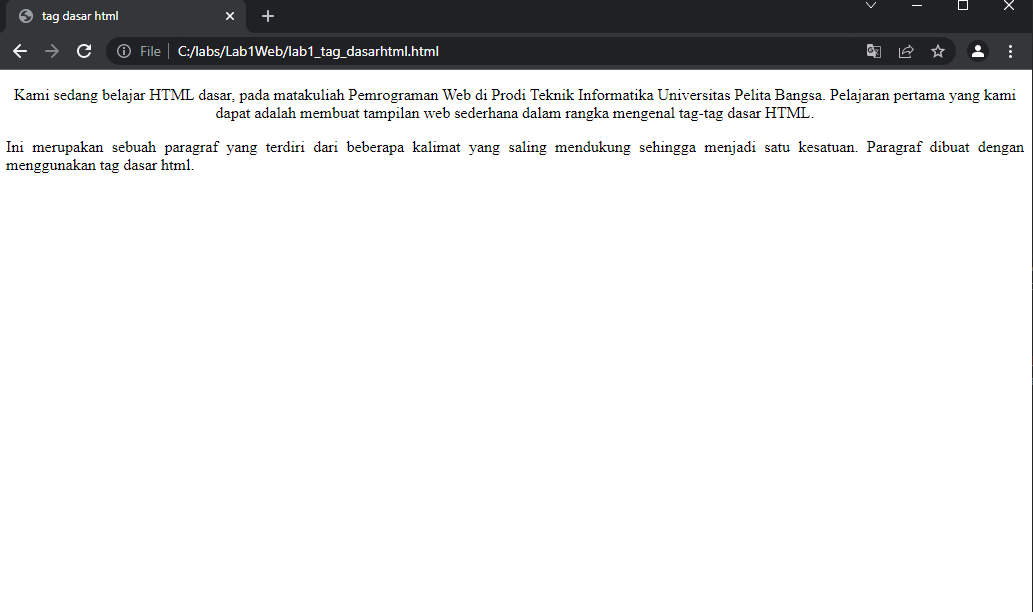 tag dasar html
File
C:/labs/Lab1Web/lab1_tag_dasarhtml.html
Kami sedang belajar HTML dasar, pada matakuliah Pemrograman Web di Prodi Teknik Informatika Universitas Pelita Bangsa. Pelajaran pertama yang kami
dapat adalah membuat tampilan web sederhana dalam rangka mengenal tag-tag dasar HTML.
Ini merupakan sebuah paragraf yang terdiri dari beberapa kalimat yang saling mendukung sehingga menjadi satu kesatuan. Paragraf dibuat dengan
menggunakan tag dasar html.